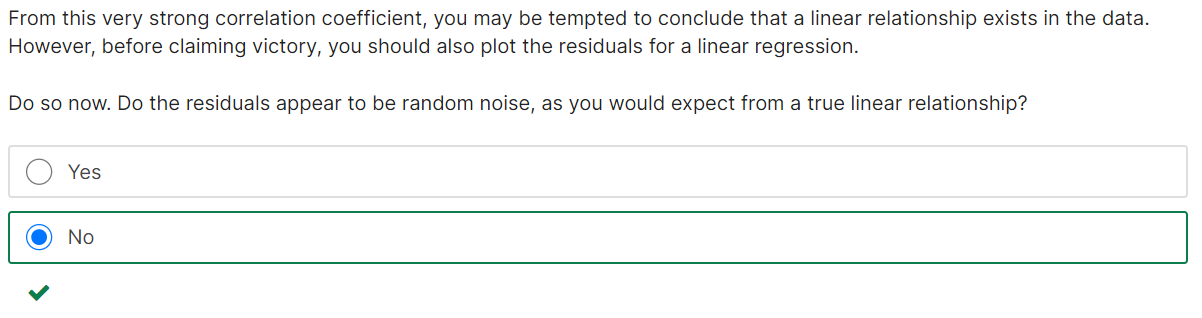 From this very strong correlation coefficient, you may be tempted to conclude that a linear relationship exists in the data.
However, before claiming victory, you should also plot the residuals for a linear regression.
Do so now. Do the residuals appear to be random noise, as you would expect from a true linear relationship?
Yes
No